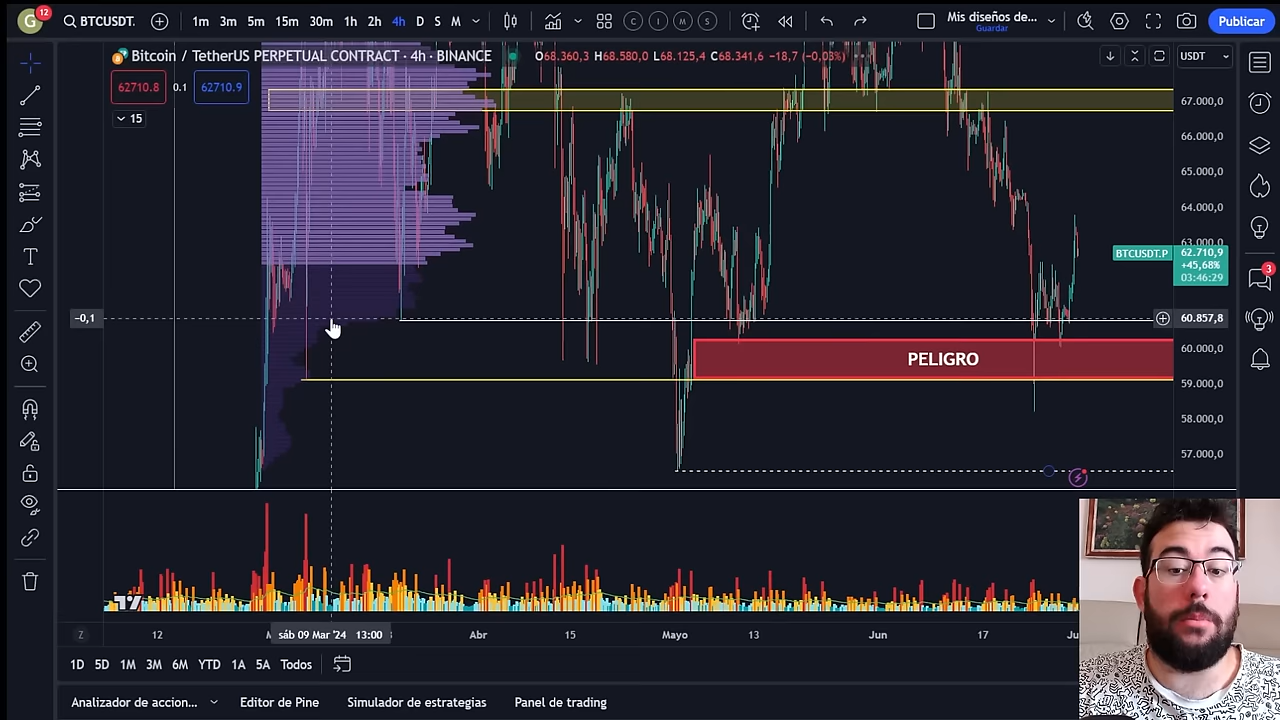 G 12 BTCUSDT. 1m 3m 5m 15m 30m 1h 2h 4h D S M C I M S Mis diseños de... Guardar Publicar
Bitcoin / TetherUS PERPETUAL CONTRACT · 4h · BINANCE O68.360,3 H68.580,0 L68.125,4 C68.341,6 −18,7 (−0,03%) USDT
62710.8 0.1 62710.9
15
67.000,0
66.000,0
65.000,0
64.000,0
63.000,0
BTCUSDT.P 62.710,9
+45,68%
03:46:29
3
−0,1 60.857,8
60.000,0
PELIGRO
59.000,0
58.000,0
57.000,0
Z 12 sáb 09 Mar '24 13:00 Abr 15 Mayo 13 Jun 17
1D 5D 1M 3M 6M YTD 1A 5A Todos
Analizador de accion... Editor de Pine Simulador de estrategias Panel de trading